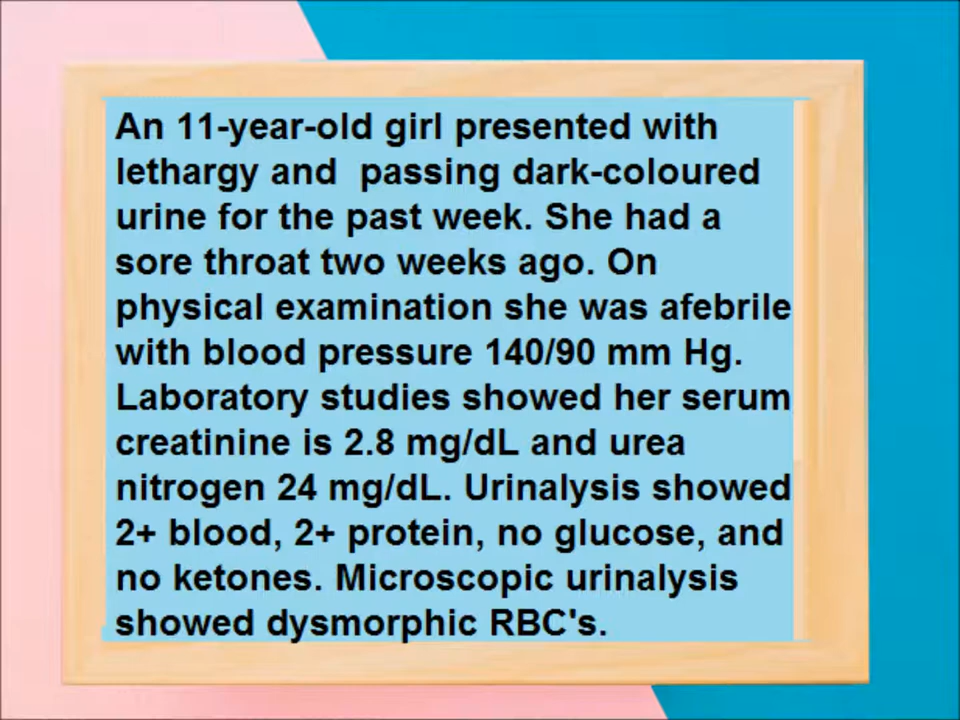 An 11-year-old girl presented with
lethargy and  passing dark-coloured
urine for the past week. She had a
sore throat two weeks ago. On
physical examination she was afebrile
with blood pressure 140/90 mm Hg.
Laboratory studies showed her serum
creatinine is 2.8 mg/dL and urea
nitrogen 24 mg/dL. Urinalysis showed
2+ blood, 2+ protein, no glucose, and
no ketones. Microscopic urinalysis
showed dysmorphic RBC's.